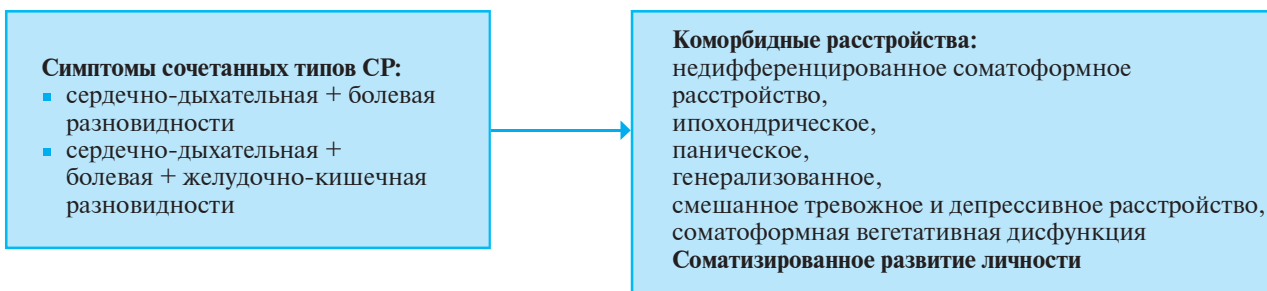 Симптомы сочетанных типов СР:
▪ сердечно-дыхательная + болевая
разновидности
▪ сердечно-дыхательная +
болевая + желудочно-кишечная
разновидности
Коморбидные расстройства:
недифференцированное соматоформное
расстройство,
ипохондрическое,
паническое,
генерализованное,
смешанное тревожное и депрессивное расстройство,
соматоформная вегетативная дисфункция
Соматизированное развитие личности